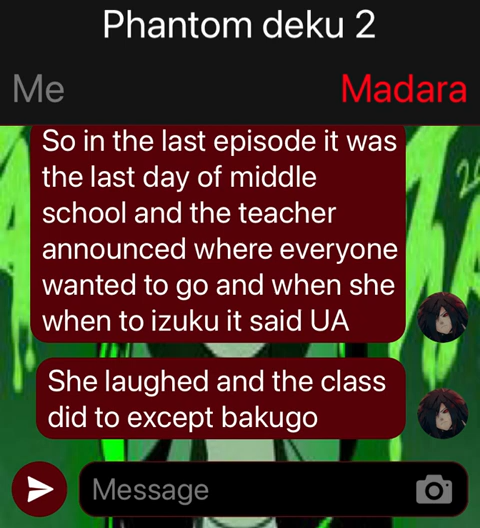 Phantom deku 2
Me
Madara
So in the last episode it was
the last day of middle
school and the teacher
announced where everyone
wanted to go and when she
when to izuku it said UA
She laughed and the class
did to except bakugo
Message